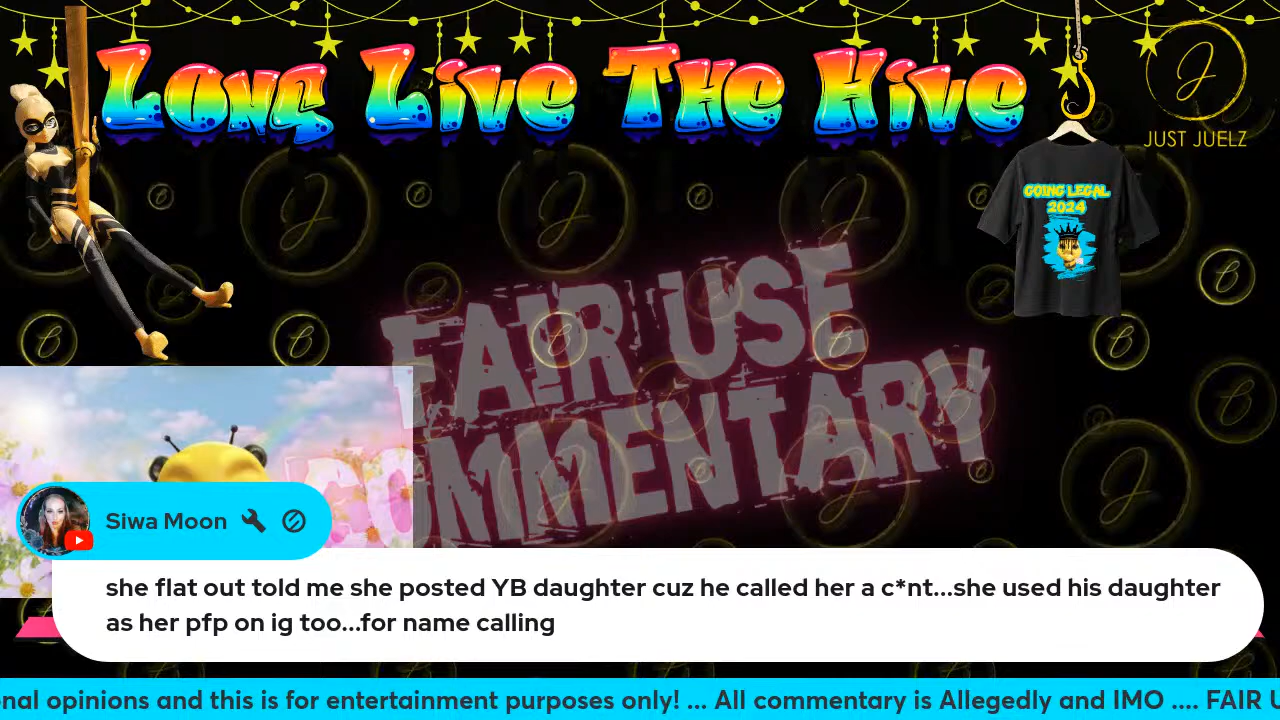 Long Live The Hive
J
JUST JUELZ
GOING LEGAL
2024
FAIR USE
OMMENTARY
Siwa Moon
she flat out told me she posted YB daughter cuz he called her a c*nt...she used his daughter
as her pfp on ig too...for name calling
nal opinions and this is for entertainment purposes only! ... All commentary is Allegedly and IMO .... FAIR U